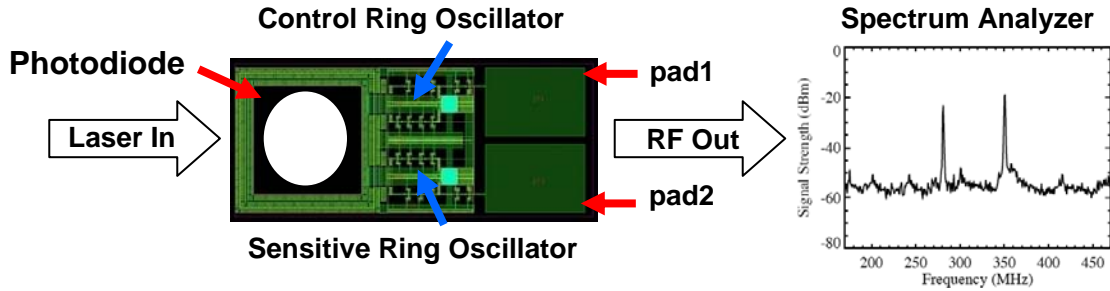 Control Ring Oscillator
Spectrum Analyzer
Photodiode
pad1
Laser In
RF Out
pad2
Sensitive Ring Oscillator
Signal Strength (dBm)
0
-20
-40
-60
-80
200 250 300 350 400 450
Frequency (MHz)